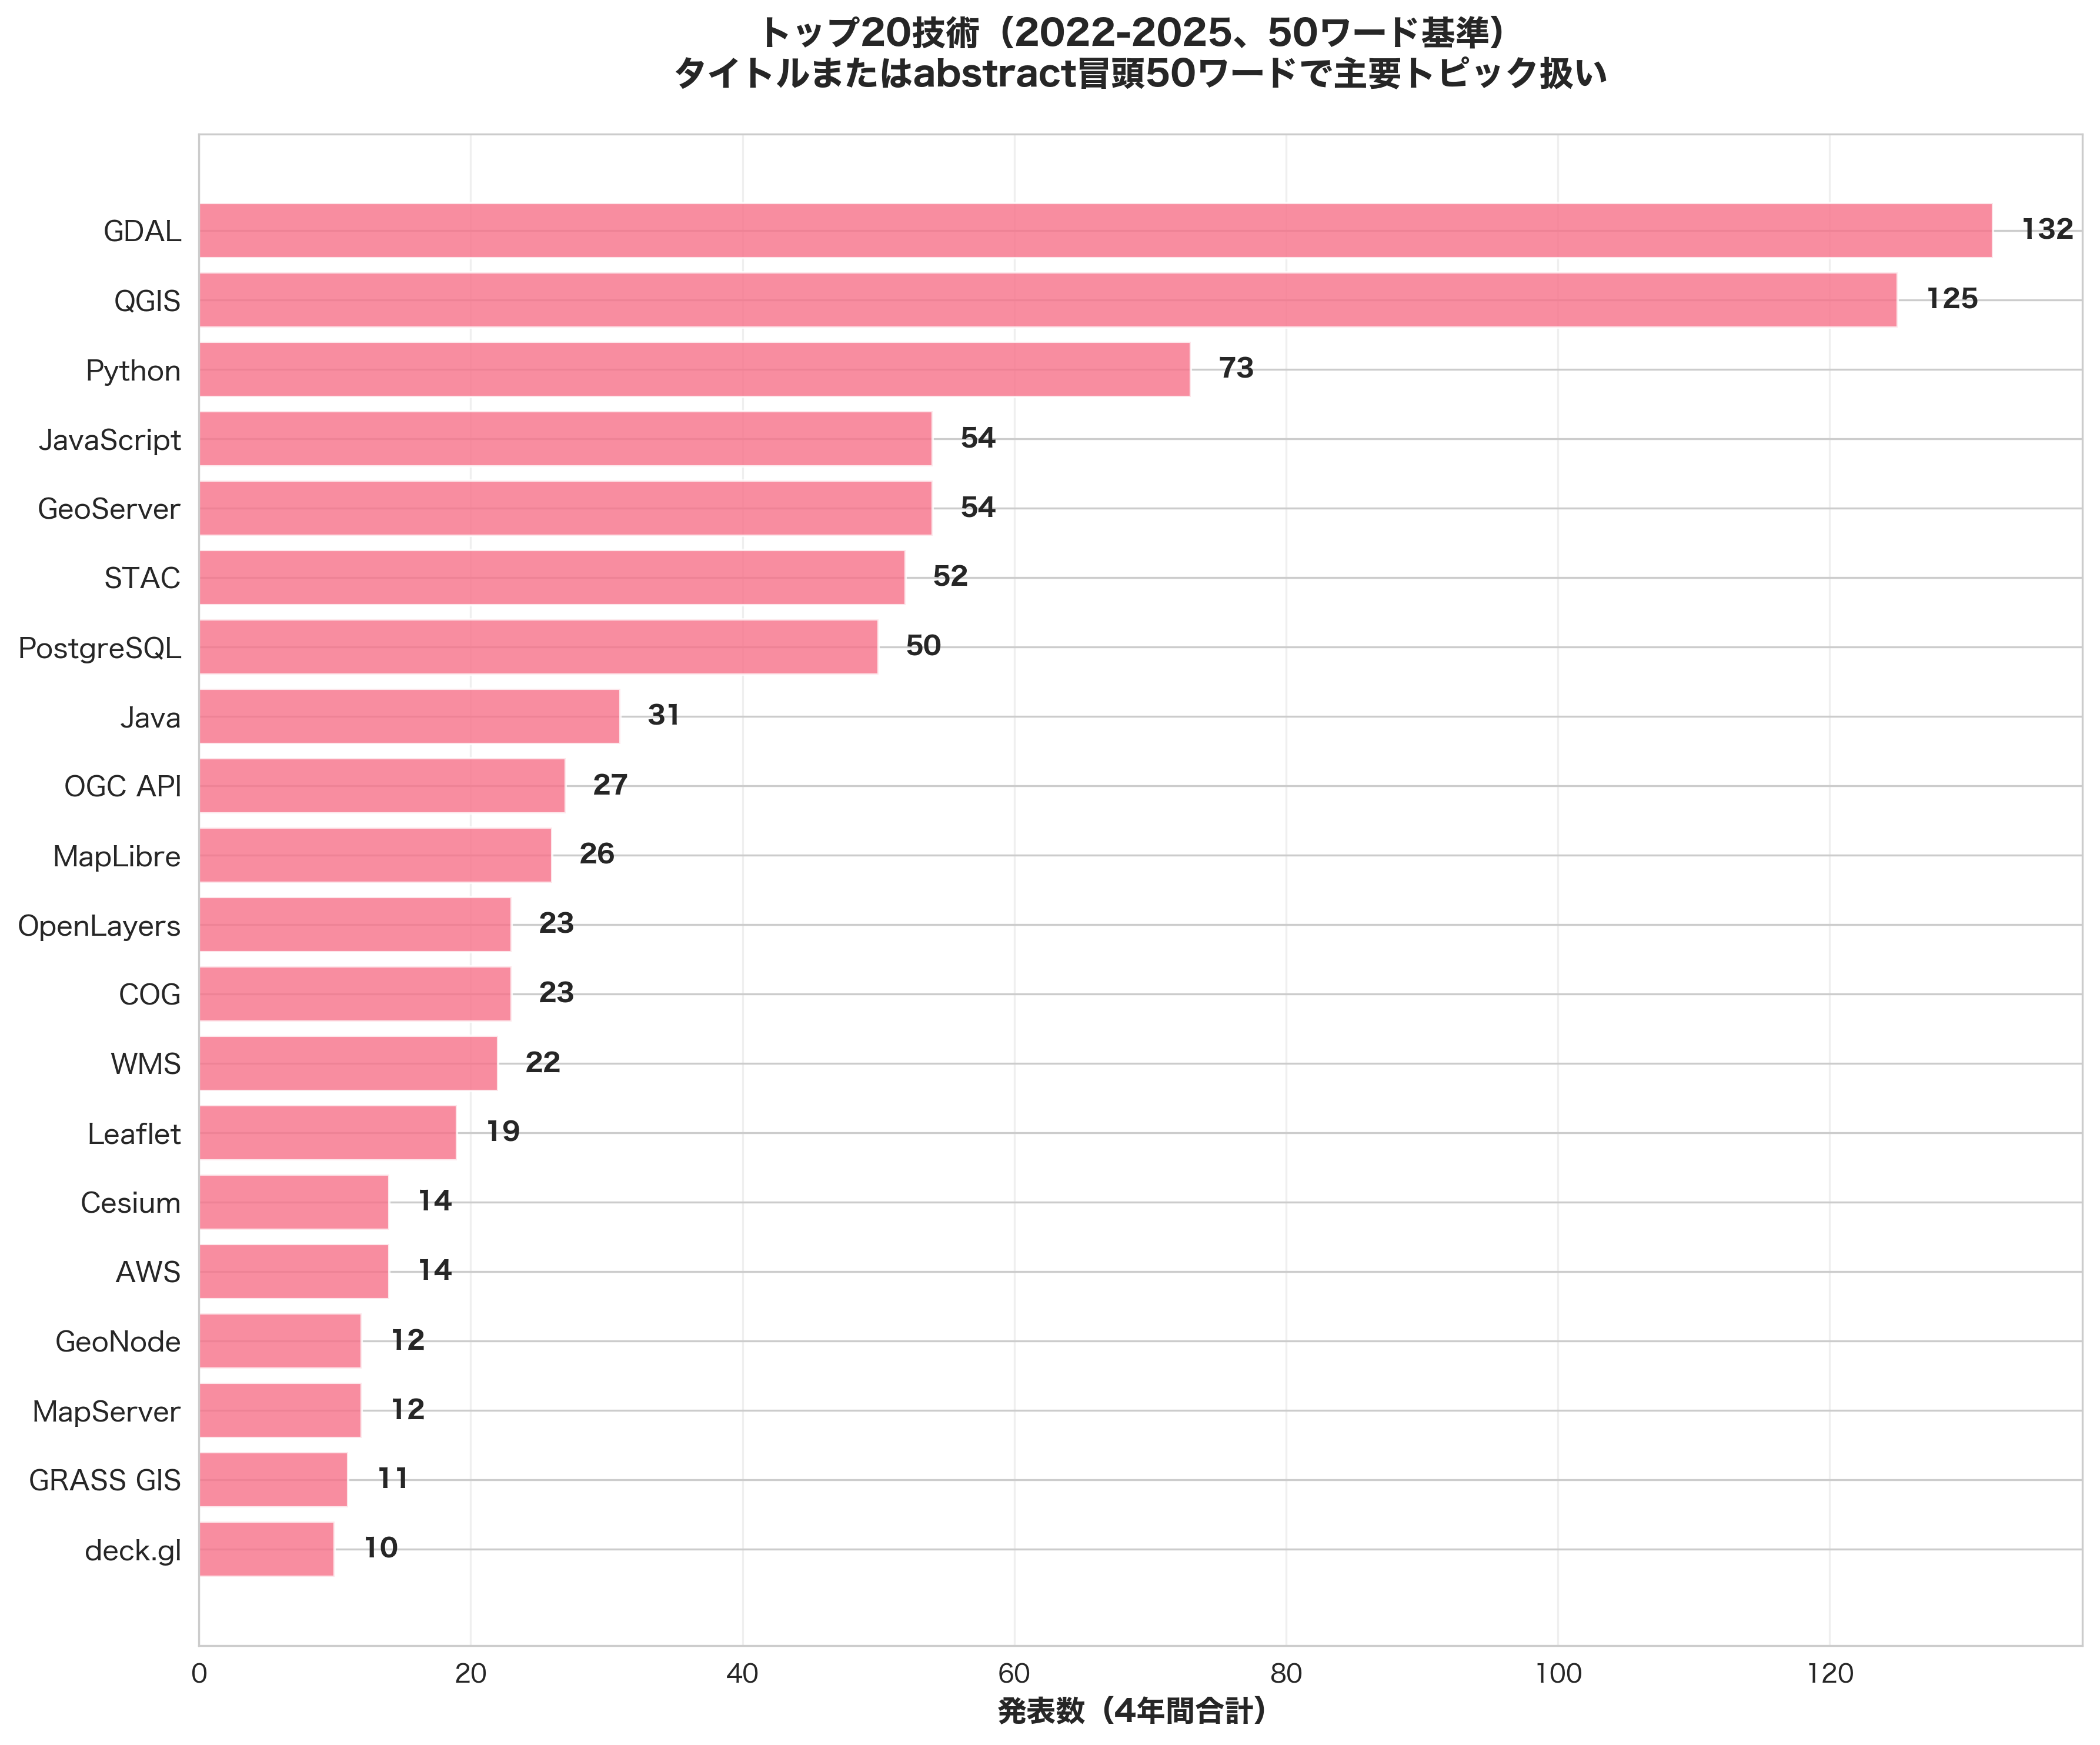 トップ20技術（2022-2025、50ワード基準）
タイトルまたはabstract冒頭50ワードで主要トピック扱い
GDAL 132
QGIS 125
Python 73
JavaScript 54
GeoServer 54
STAC 52
PostgreSQL 50
Java 31
OGC API 27
MapLibre 26
OpenLayers 23
COG 23
WMS 22
Leaflet 19
Cesium 14
AWS 14
GeoNode 12
MapServer 12
GRASS GIS 11
deck.gl 10
0 20 40 60 80 100 120
発表数（4年間合計）